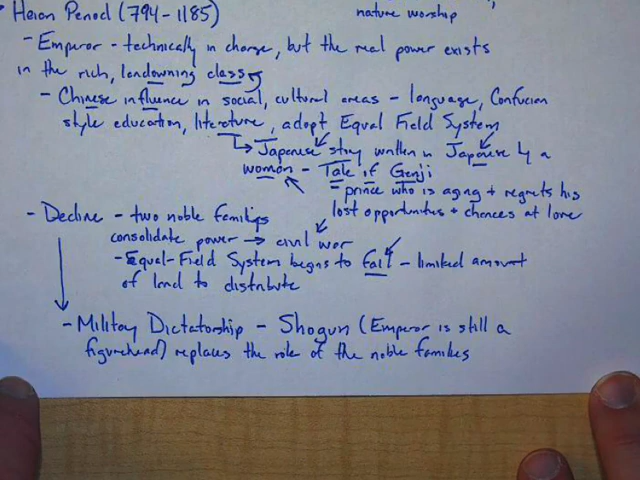 Heian Period (794-1185)
nature worship
- Emperor - technically in charge, but the real power exists
in the rich, landowning class
- Chinese influence in social, cultural areas - language, Confucian
style education, literature, adopt Equal Field System
↳ Japanese story written in Japanese by a
woman - Tale of Genji
= prince who is aging + regrets his
lost opportunities + chances at love
- Decline - two noble families
consolidate power → civil war
- Equal-Field System begins to fail - limited amount
of land to distribute
- Military Dictatorship - Shogun (Emperor is still a
figurehead) replaces the role of the noble families